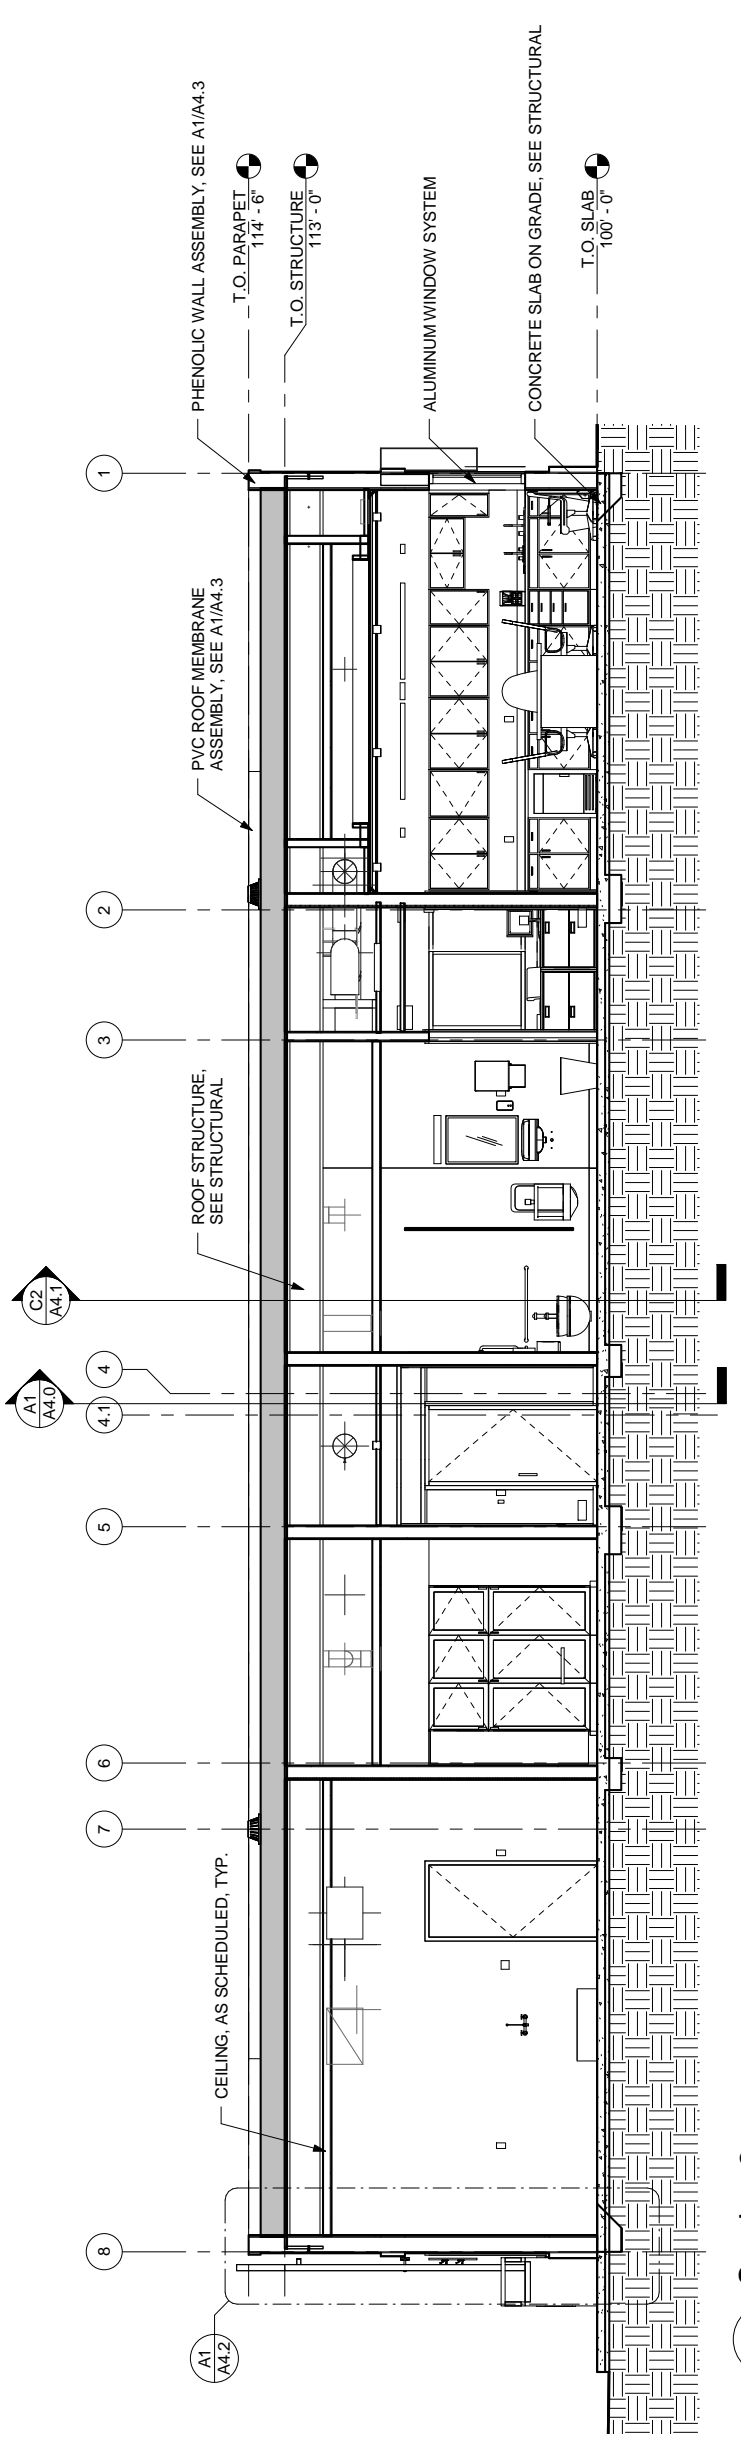 8
7
6
5
4.1
4
3
2
1
A1
A4.2
A1
A4.0
C2
A4.1
CEILING, AS SCHEDULED, TYP.
ROOF STRUCTURE,
SEE STRUCTURAL
PVC ROOF MEMBRANE
ASSEMBLY, SEE A1/A4.3
PHENOLIC WALL ASSEMBLY, SEE A1/A4.3
T.O. PARAPET
114' - 6"
T.O. STRUCTURE
113' - 0"
ALUMINUM WINDOW SYSTEM
CONCRETE SLAB ON GRADE, SEE STRUCTURAL
T.O. SLAB
100' - 0"